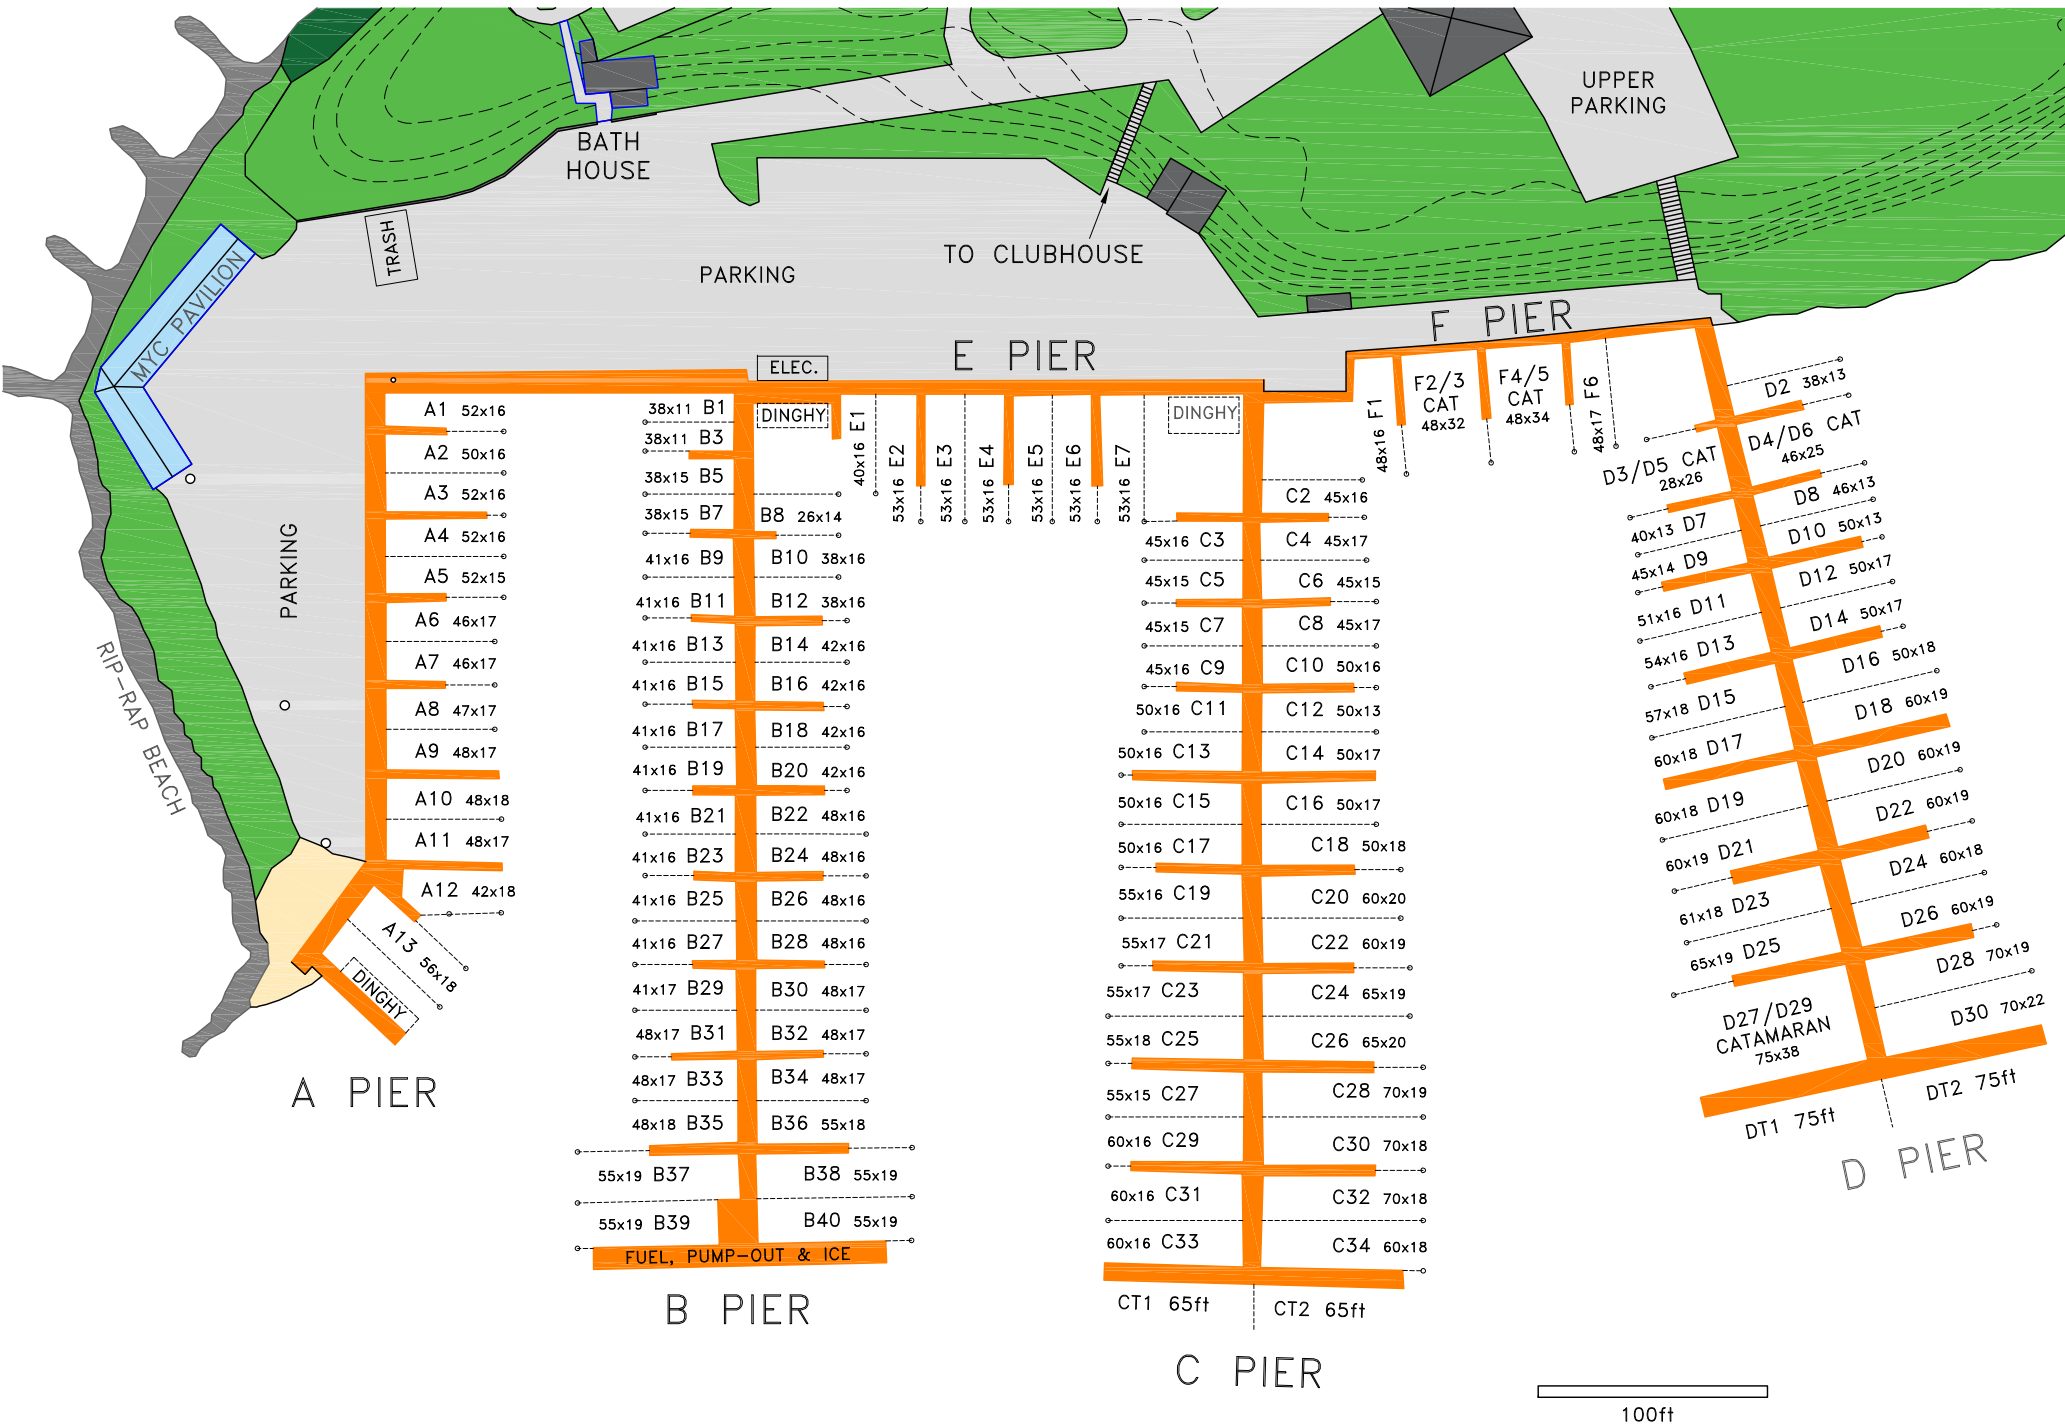 UPPER
PARKING
BATH
HOUSE
TRASH
TO CLUBHOUSE
MYC PAVILION
PARKING
F PIER
E PIER
ELEC.
PARKING
RIP-RAP BEACH
A1 52x16
A2 50x16
A3 52x16
A4 52x16
A5 52x15
A6 46x17
A7 46x17
A8 47x17
A9 48x17
A10 48x18
A11 48x17
A12 42x18
A13 56x18
DINGHY
A PIER
38x11 B1
38x11 B3
38x15 B5
38x15 B7
41x16 B9
41x16 B11
41x16 B13
41x16 B15
41x16 B17
41x16 B19
41x16 B21
41x16 B23
41x16 B25
41x16 B27
41x17 B29
48x17 B31
48x17 B33
48x18 B35
55x19 B37
55x19 B39
DINGHY
B8 26x14
B10 38x16
B12 38x16
B14 42x16
B16 42x16
B18 42x16
B20 42x16
B22 48x16
B24 48x16
B26 48x16
B28 48x16
B30 48x17
B32 48x17
B34 48x17
B36 55x18
B38 55x19
B40 55x19
FUEL, PUMP-OUT & ICE
B PIER
40x16 E1
53x16 E2
53x16 E3
53x16 E4
53x16 E5
53x16 E6
53x16 E7
DINGHY
45x16 C3
45x15 C5
45x15 C7
45x16 C9
50x16 C11
50x16 C13
50x16 C15
50x16 C17
55x16 C19
55x17 C21
55x17 C23
55x18 C25
55x15 C27
60x16 C29
60x16 C31
60x16 C33
C2 45x16
C4 45x17
C6 45x15
C8 45x17
C10 50x16
C12 50x13
C14 50x17
C16 50x17
C18 50x18
C20 60x20
C22 60x19
C24 65x19
C26 65x20
C28 70x19
C30 70x18
C32 70x18
C34 60x18
CT1 65ft
CT2 65ft
C PIER
48x16 F1
F2/3
CAT
48x32
F4/5
CAT
48x34
48x17 F6
D3/D5 CAT
28x26
40x13 D7
45x14 D9
51x16 D11
54x16 D13
57x18 D15
60x18 D17
60x18 D19
60x19 D21
61x18 D23
65x19 D25
D27/D29
CATAMARAN
75x38
D2 38x13
D4/D6 CAT
46x25
D8 46x13
D10 50x13
D12 50x17
D14 50x17
D16 50x18
D18 60x19
D20 60x19
D22 60x19
D24 60x18
D26 60x19
D28 70x19
D30 70x22
DT1 75ft
DT2 75ft
D PIER
100ft